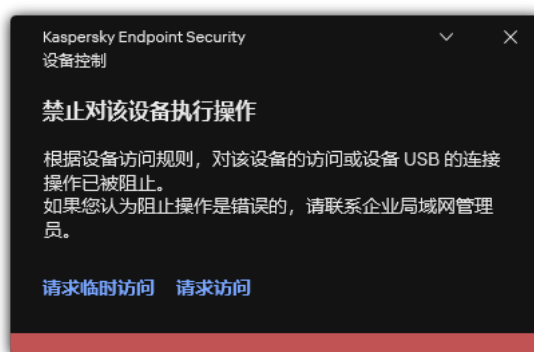 Kaspersky Endpoint Security
设备控制
禁止对该设备执行操作
根据设备访问规则，对该设备的访问或设备 USB 的连接
操作已被阻止。
如果您认为阻止操作是错误的，请联系企业局域网管理
员。
请求临时访问 请求访问